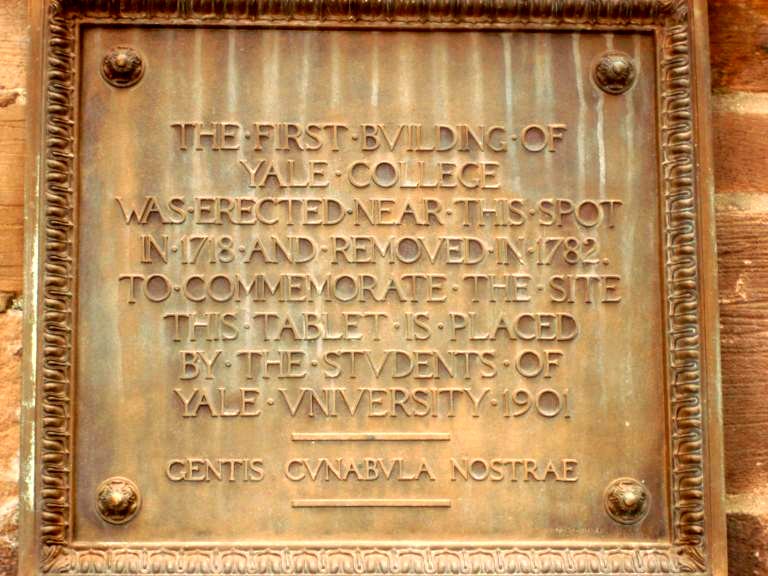 THE·FIRST·BVILDING·OF
YALE·COLLEGE
WAS·ERECTED·NEAR·THIS·SPOT
IN·1718·AND·REMOVED·IN·1782.
TO·COMMEMORATE·THE·SITE
THIS·TABLET·IS·PLACED
BY·THE·STVDENTS·OF
YALE·VNIVERSITY·1901
GENTIS CVNABVLA NOSTRAE